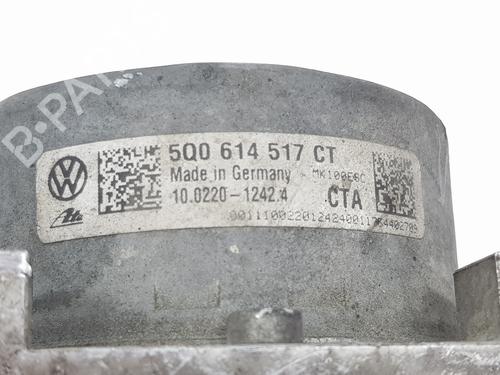 B-PARTS
5Q0 614 517 CT
Made in Germany
MK100ESC
10.0220-1242.4
CTA